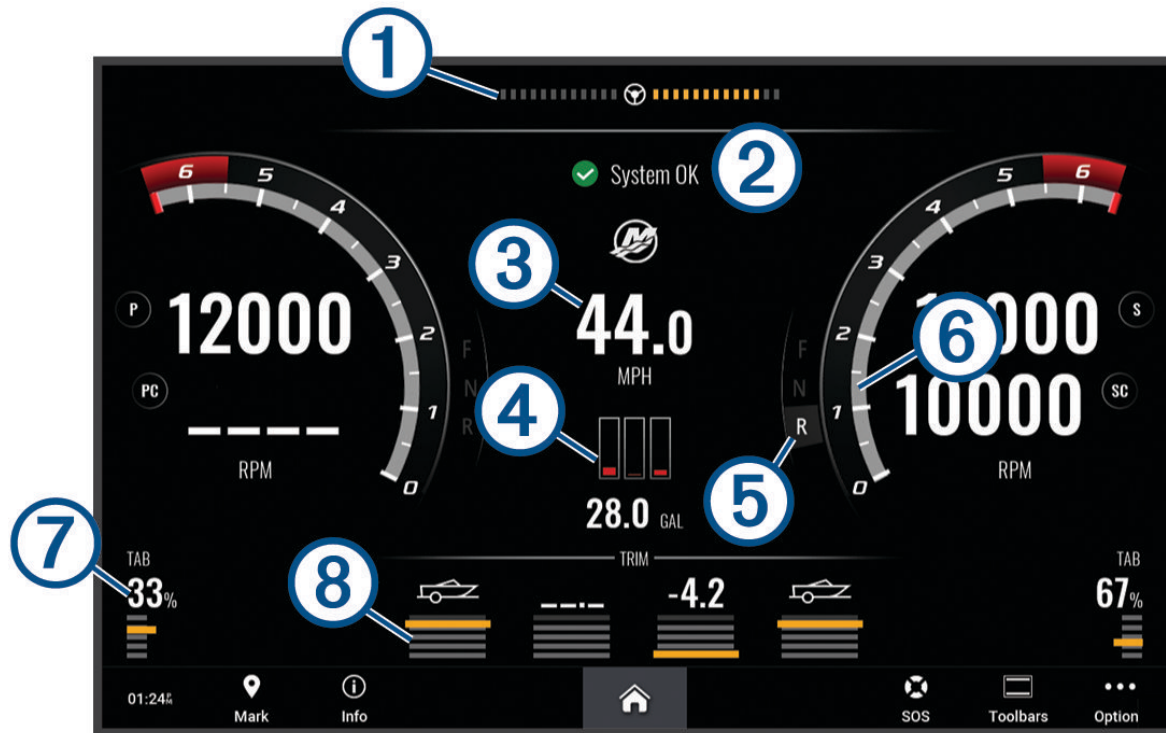 1
2
System OK
6 5 4 3 2 1 0
5 6 4 3 2 1 0
3
44.0
MPH
P
12000
PC
----
RPM
F
N
R
F
N
R
6
S
10000
SC
RPM
4
28.0 GAL
5
7
TAB
33%
8
TRIM
--.-
-4.2
TAB
67%
01:24 PM
Mark
Info
SOS
Toolbars
Option